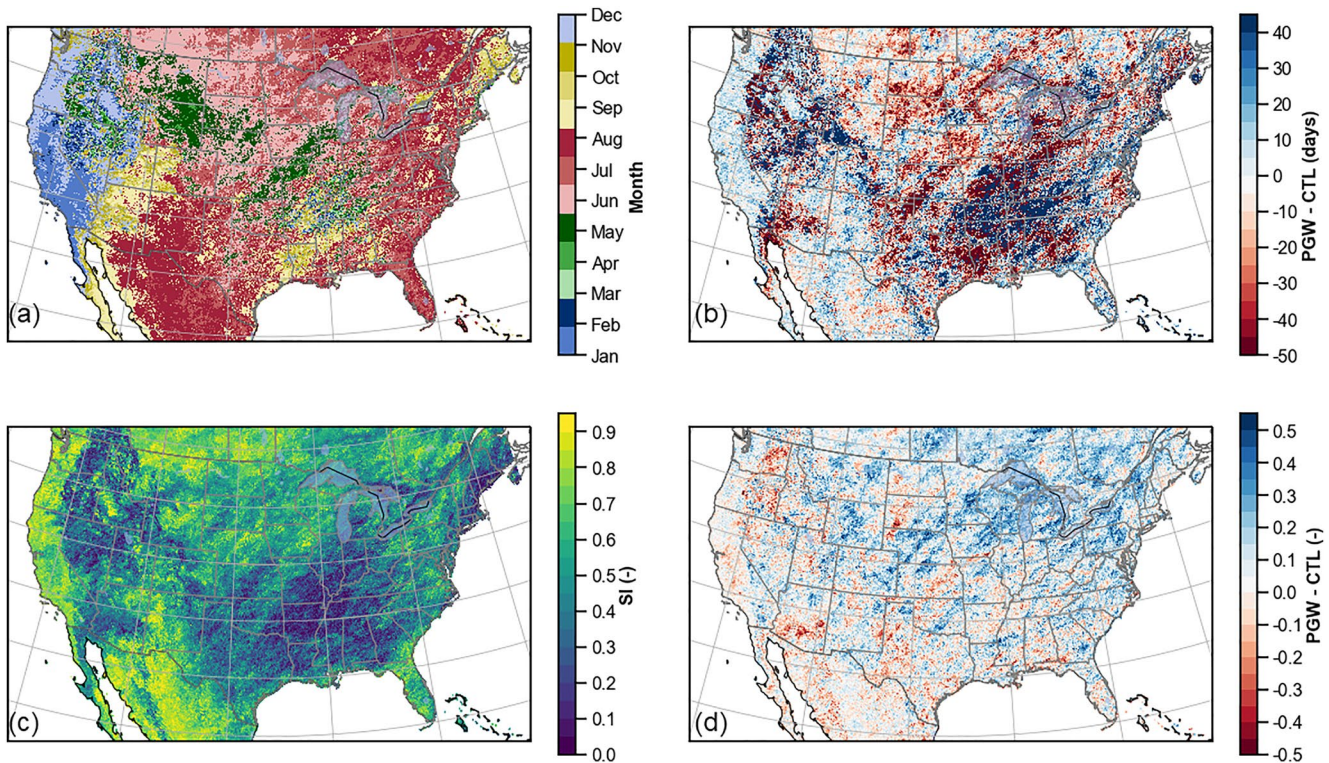 Dec
Nov
Oct
Sep
Aug
Jul
Jun
May
Apr
Mar
Feb
Jan
Month
(a)
40
30
20
10
0
-10
-20
-30
-40
-50
PGW - CTL (days)
(b)
0.9
0.8
0.7
0.6
0.5
0.4
0.3
0.2
0.1
0.0
SI (-)
(c)
0.5
0.4
0.3
0.2
0.1
0.0
-0.1
-0.2
-0.3
-0.4
-0.5
PGW - CTL (-)
(d)